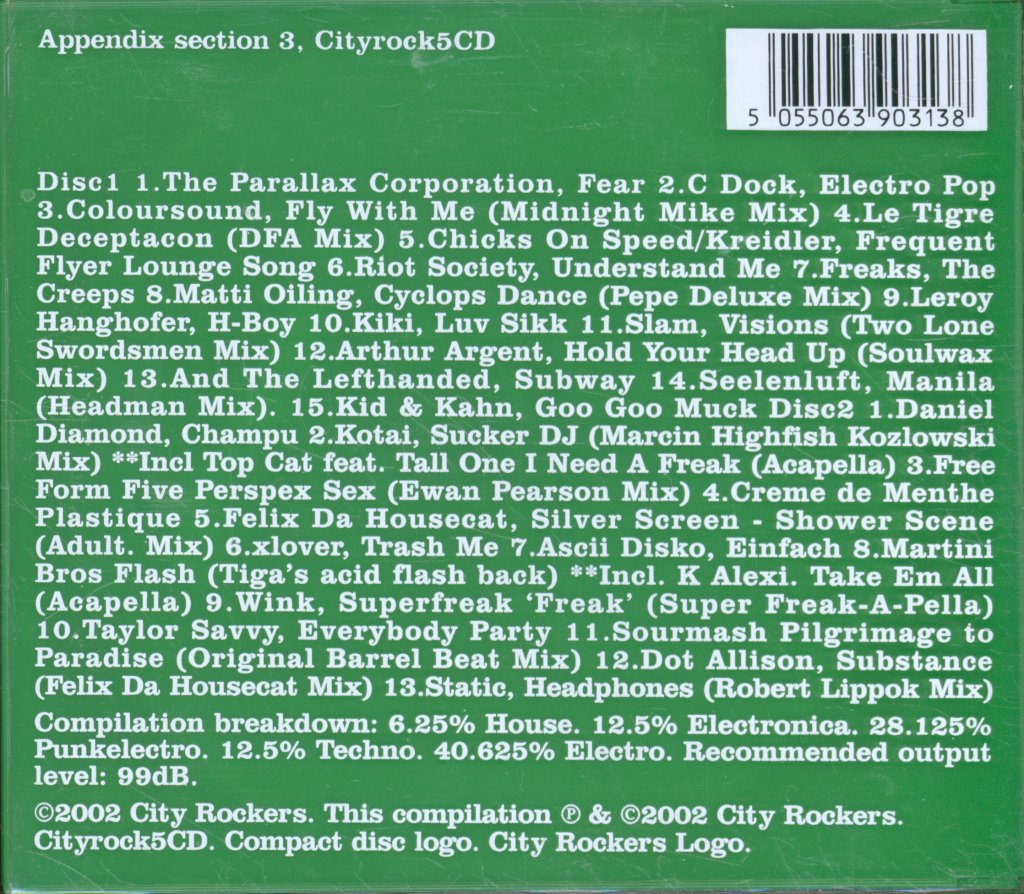 Appendix section 3, Cityrock5CD
5 055063 903138
Disc1 1.The Parallax Corporation, Fear 2.C Dock, Electro Pop
3.Coloursound, Fly With Me (Midnight Mike Mix) 4.Le Tigre
Deceptacon (DFA Mix) 5.Chicks On Speed/Kreidler, Frequent
Flyer Lounge Song 6.Riot Society, Understand Me 7.Freaks, The
Creeps 8.Matti Oiling, Cyclops Dance (Pepe Deluxe Mix) 9.Leroy
Hanghofer, H-Boy 10.Kiki, Luv Sikk 11.Slam, Visions (Two Lone
Swordsmen Mix) 12.Arthur Argent, Hold Your Head Up (Soulwax
Mix) 13.And The Lefthanded, Subway 14.Seelenluft, Manila
(Headman Mix). 15.Kid & Kahn, Goo Goo Muck Disc2 1.Daniel
Diamond, Champu 2.Kotai, Sucker DJ (Marcin Highfish Kozlowski
Mix) **Incl Top Cat feat. Tall One I Need A Freak (Acapella) 3.Free
Form Five Perspex Sex (Ewan Pearson Mix) 4.Creme de Menthe
Plastique 5.Felix Da Housecat, Silver Screen - Shower Scene
(Adult. Mix) 6.xlover, Trash Me 7.Ascii Disko, Einfach 8.Martini
Bros Flash (Tiga's acid flash back) **Incl. K Alexi. Take Em All
(Acapella) 9.Wink, Superfreak ‘Freak’ (Super Freak-A-Pella)
10.Taylor Savvy, Everybody Party 11.Sourmash Pilgrimage to
Paradise (Original Barrel Beat Mix) 12.Dot Allison, Substance
(Felix Da Housecat Mix) 13.Static, Headphones (Robert Lippok Mix)
Compilation breakdown: 6.25% House. 12.5% Electronica. 28.125%
Punkelectro. 12.5% Techno. 40.625% Electro. Recommended output
level: 99dB.
©2002 City Rockers. This compilation ℗ & ©2002 City Rockers.
Cityrock5CD. Compact disc logo. City Rockers Logo.